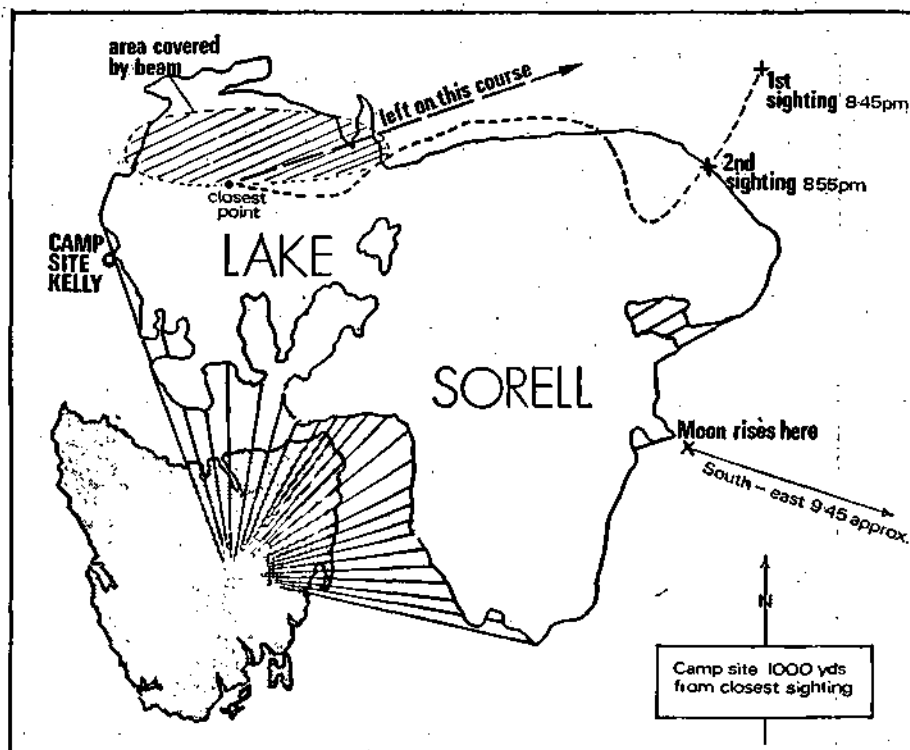 area covered
by beam
left on this course
1st
sighting 8·45pm
2nd
sighting 8·55pm
closest
point
CAMP
SITE
KELLY
LAKE
SORELL
Moon rises here
South-east 9·45 approx.
N
Camp site 1000 yds
from closest sighting